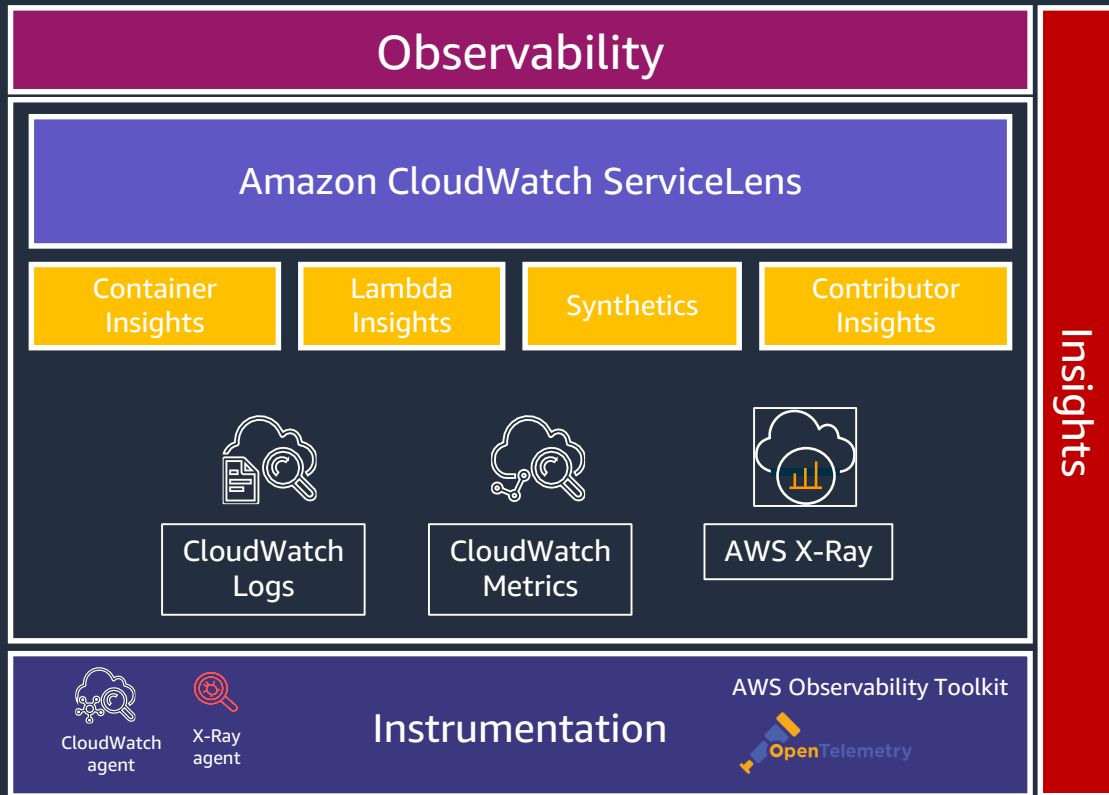 Observability
Amazon CloudWatch ServiceLens
Container
Insights
Lambda
Insights
Synthetics
Contributor
Insights
CloudWatch
Logs
CloudWatch
Metrics
AWS X-Ray
CloudWatch
agent
X-Ray
agent
Instrumentation
AWS Observability Toolkit
OpenTelemetry
Insights